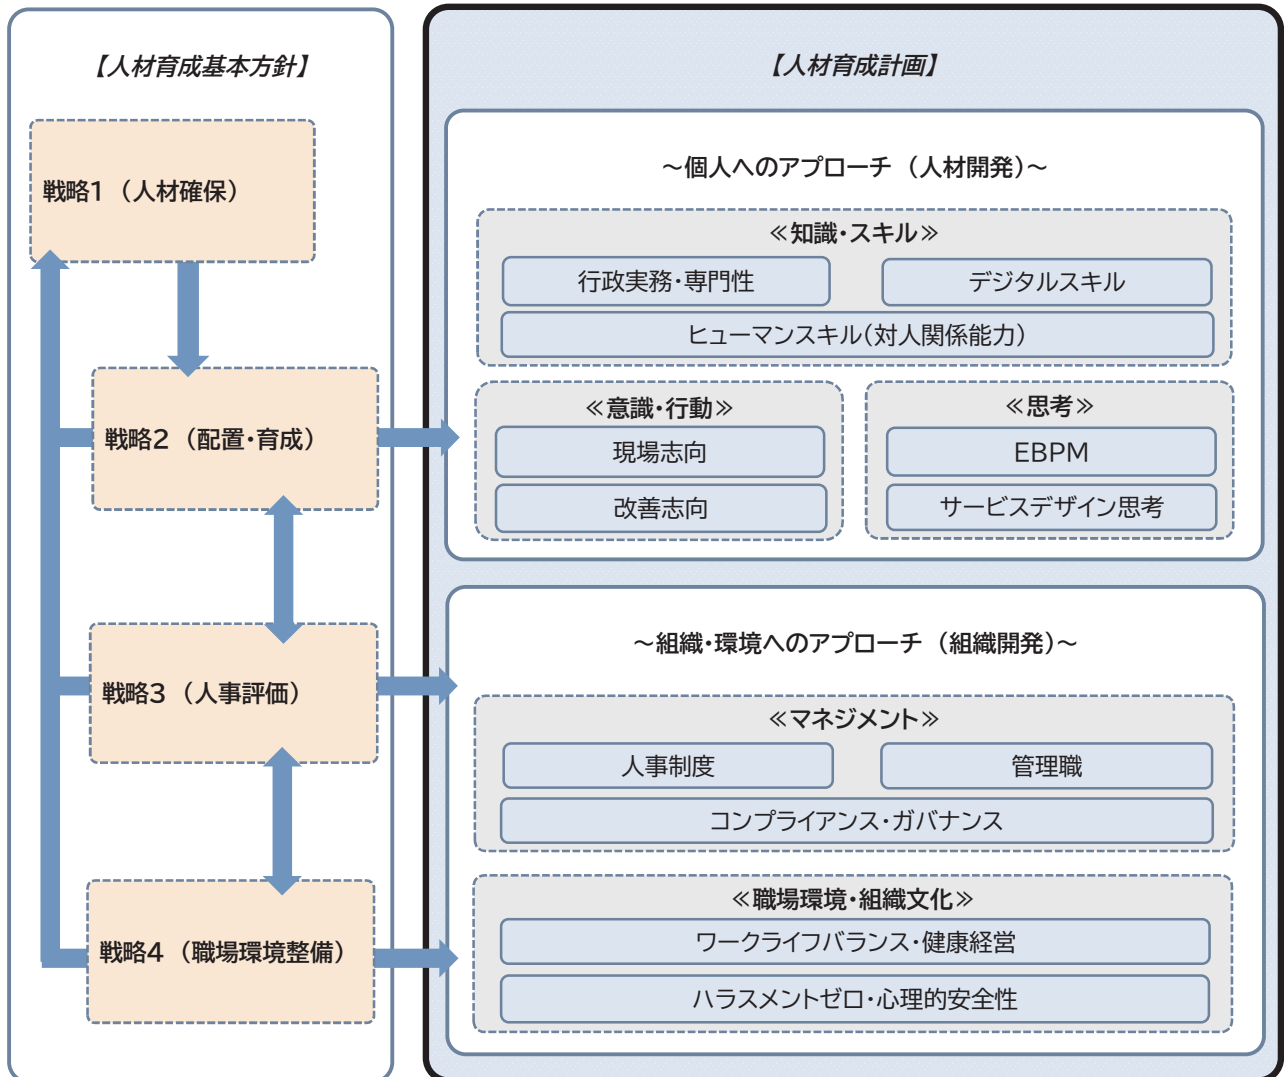 【人材育成基本方針】
戦略1（人材確保）
戦略2（配置・育成）
戦略3（人事評価）
戦略4（職場環境整備）
【人材育成計画】
～個人へのアプローチ（人材開発）～
≪知識・スキル≫
行政実務・専門性
デジタルスキル
ヒューマンスキル（対人関係能力）
≪意識・行動≫
現場志向
改善志向
≪思考≫
EBPM
サービスデザイン思考
～組織・環境へのアプローチ（組織開発）～
≪マネジメント≫
人事制度
管理職
コンプライアンス・ガバナンス
≪職場環境・組織文化≫
ワークライフバランス・健康経営
ハラスメントゼロ・心理的安全性